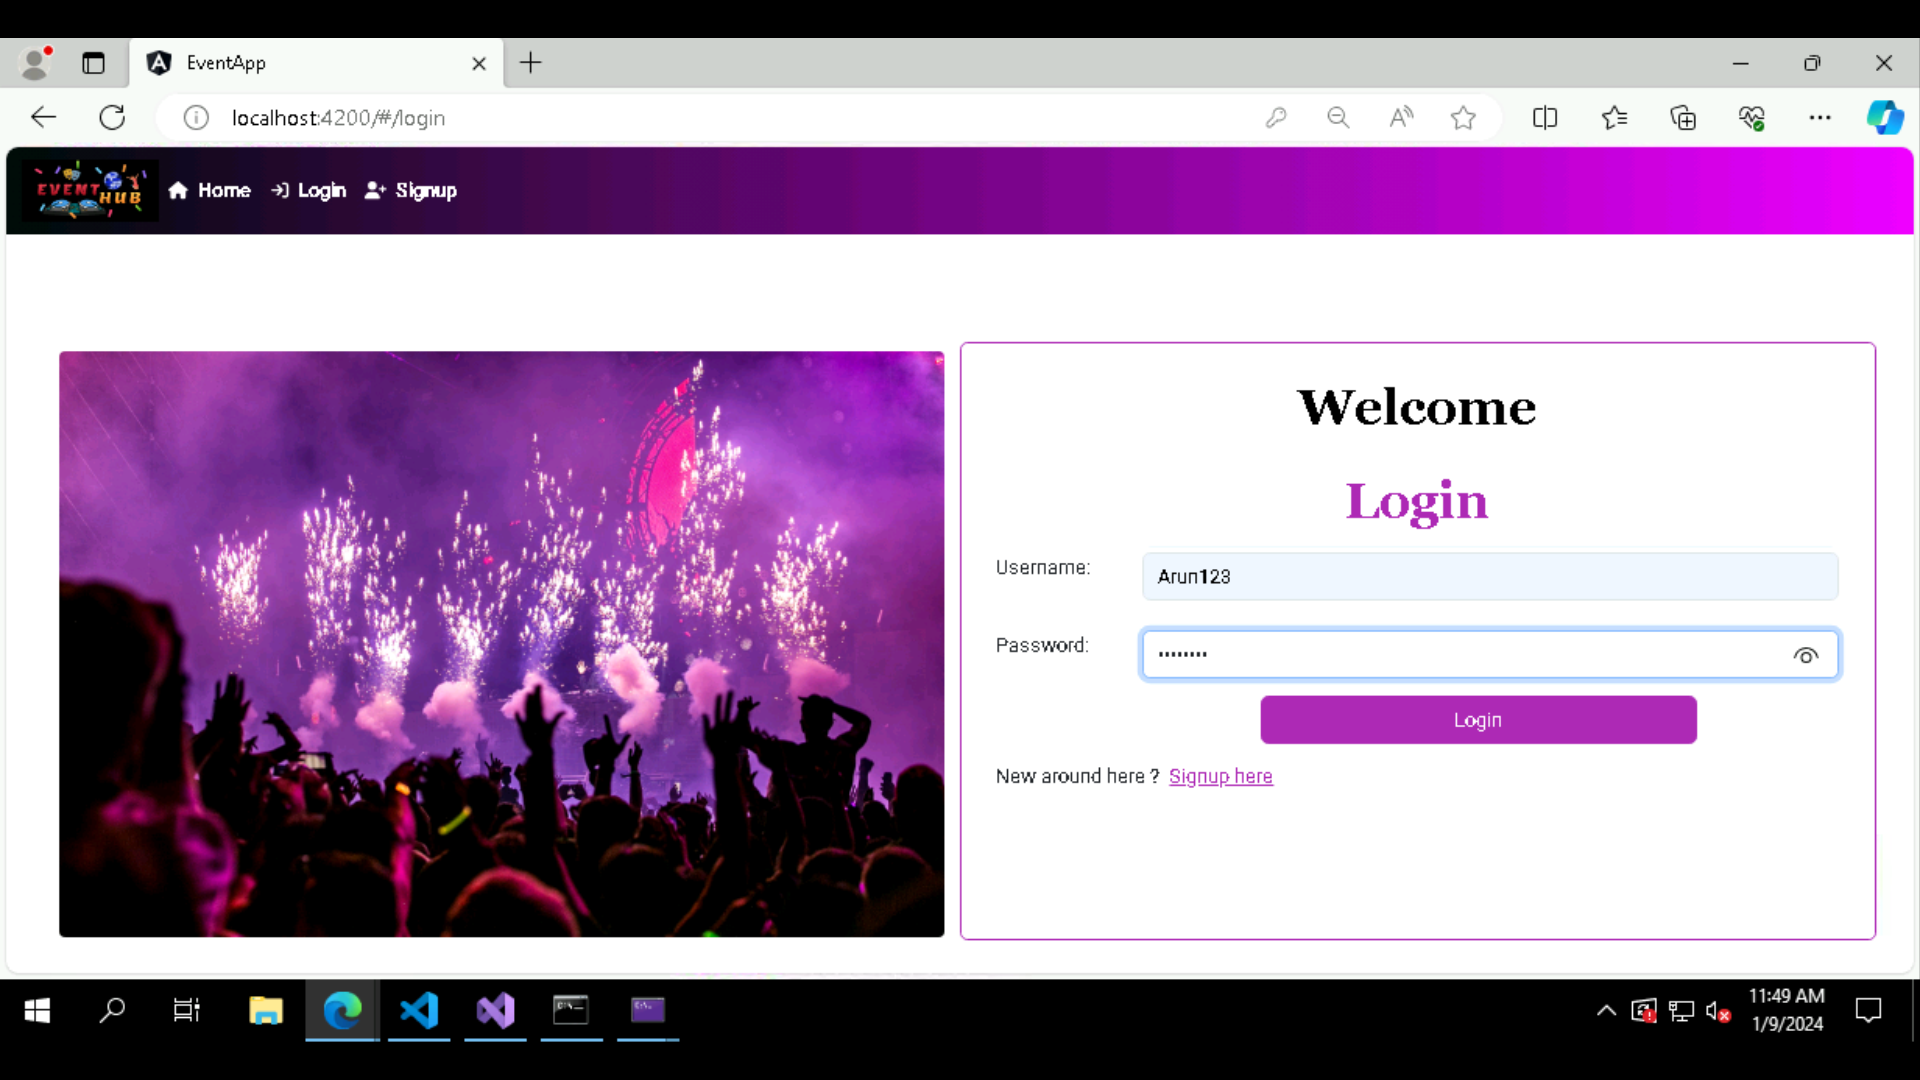 EventApp
localhost:4200/#/login
EVENT HUB
Home Login Signup
Welcome
Login
Username: Arun123
Password: ••••••••
Login
New around here ? Signup here
11:49 AM
1/9/2024